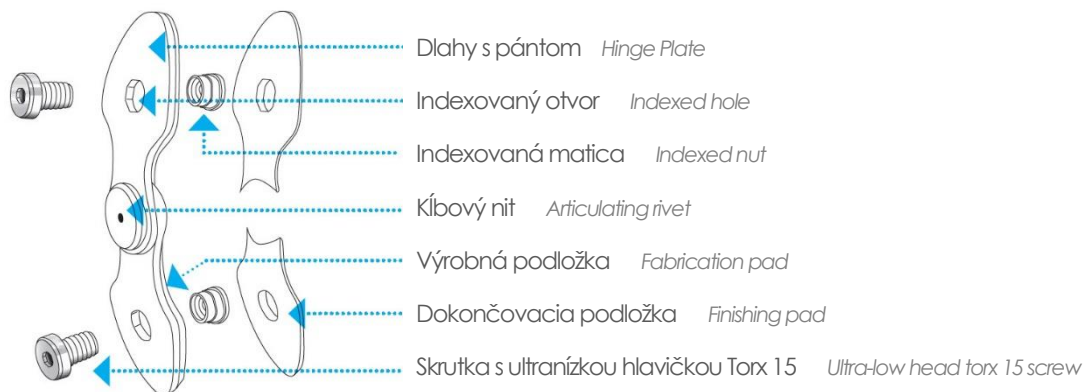 Dlahy s pántom Hinge Plate
Indexovaný otvor Indexed hole
Indexovaná matica Indexed nut
Kĺbový nit Articulating rivet
Výrobná podložka Fabrication pad
Dokončovacia podložka Finishing pad
Skrutka s ultranízkou hlavičkou Torx 15 Ultra-low head torx 15 screw